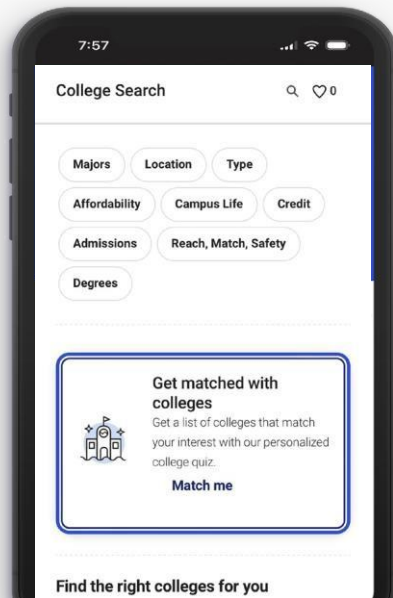 7:57
College Search 0
Majors Location Type
Affordability Campus Life Credit
Admissions Reach, Match, Safety
Degrees
Get matched with
colleges
Get a list of colleges that match
your interest with our personalized
college quiz.
Match me
Find the right colleges for you